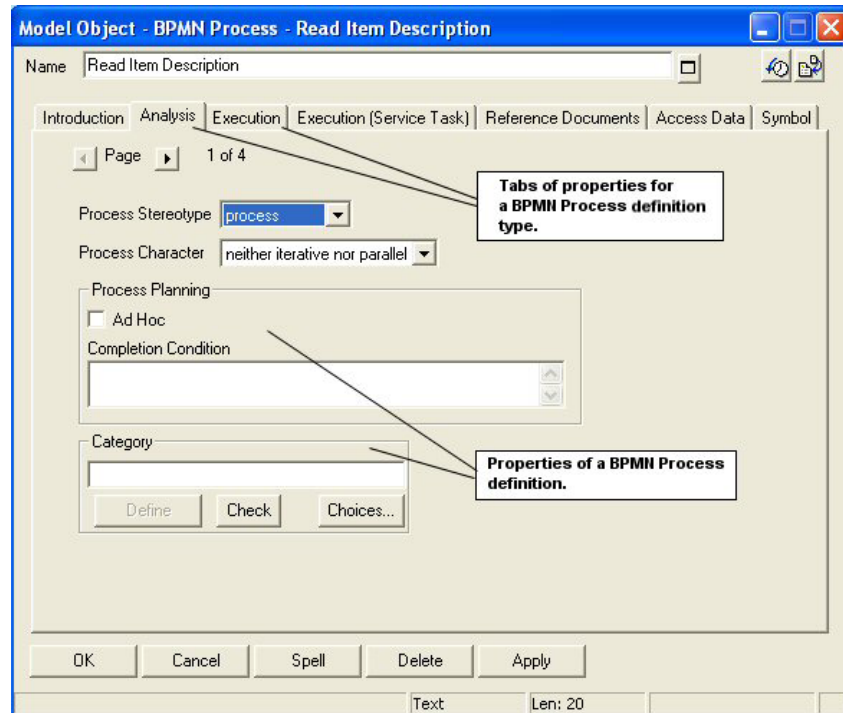 Model Object - BPMN Process - Read Item Description
Name Read Item Description
Introduction Analysis Execution Execution (Service Task) Reference Documents Access Data Symbol
Page 1 of 4
Tabs of properties for
a BPMN Process definition
type.
Process Stereotype process
Process Character neither iterative nor parallel
Process Planning
Ad Hoc
Completion Condition
Category
Properties of a BPMN Process
definition.
Define Check Choices...
OK Cancel Spell Delete Apply
Text Len: 20